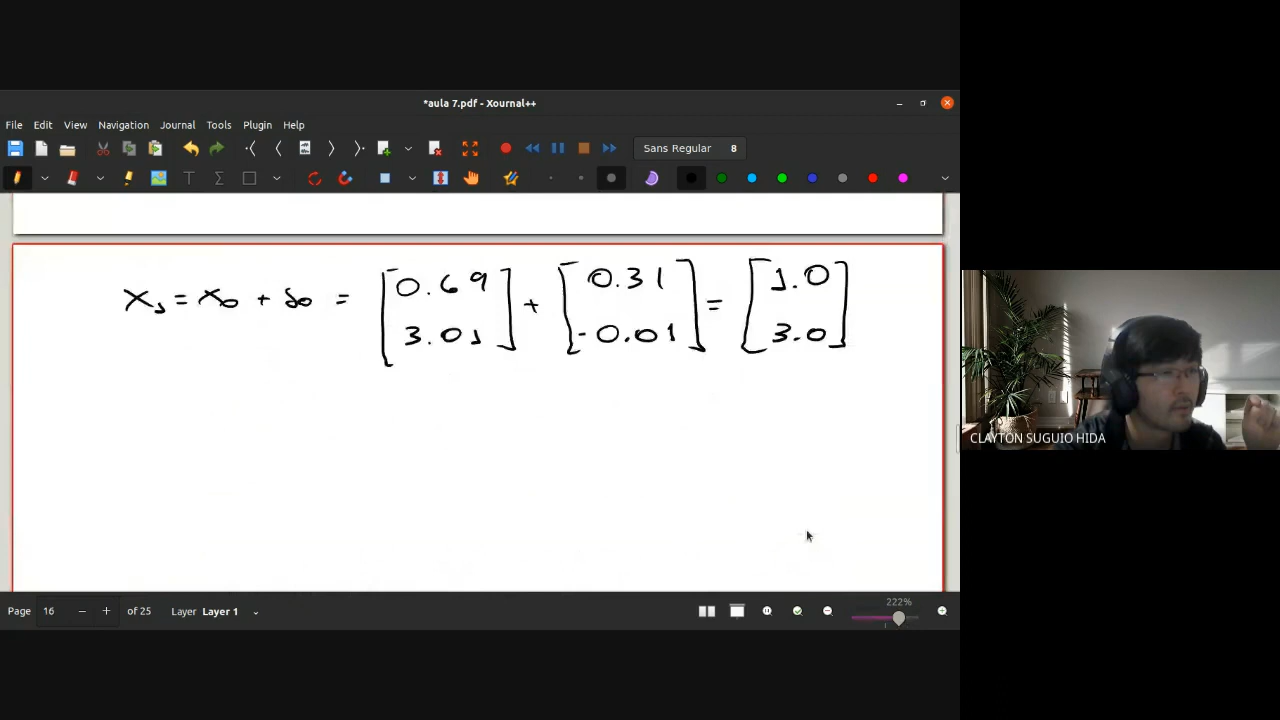 *aula 7.pdf - Xournal++
File Edit View Navigation Journal Tools Plugin Help
Sans Regular 8
x₁ = x₀ + δ₀ = [0.69 3.01] + [0.31 -0.01] = [1.0 3.0]
CLAYTON SUGUIO HIDA
Page 16 of 25 Layer Layer 1 222%